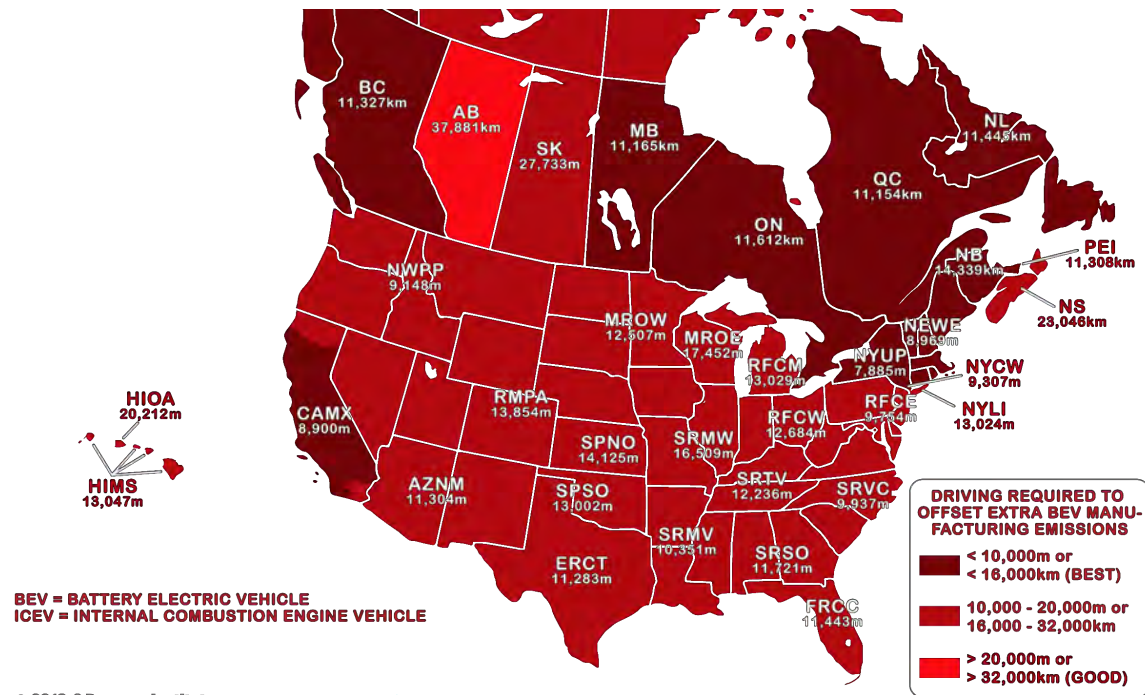 BC
11,327km
AB
37,881km
SK
27,733m
MB
11,165km
ON
11,612km
QC
11,154km
NL
11,445km
NB
14,339km
PEI
11,308km
NS
23,046km
NWPP
9,148m
MROW
12,507m
MROE
17,452m
RFCM
13,029m
NYUP
7,885m
NEWE
8,969m
NYCW
9,307m
NYLI
13,024m
RFCE
9,754m
RFCW
12,684m
HIOA
20,212m
HIMS
13,047m
CAMX
8,900m
RMPA
13,854m
SPNO
14,125m
SRMW
16,509m
SRTV
12,236m
SRVC
9,937m
AZNM
11,304m
SPSO
13,002m
SRMV
10,351m
SRSO
11,721m
ERCT
11,283m
FRCC
11,443m
DRIVING REQUIRED TO
OFFSET EXTRA BEV MANU-
FACTURING EMISSIONS
< 10,000m or
< 16,000km (BEST)
10,000 - 20,000m or
16,000 - 32,000km
> 20,000m or
> 32,000km (GOOD)
BEV = BATTERY ELECTRIC VEHICLE
ICEV = INTERNAL COMBUSTION ENGINE VEHICLE